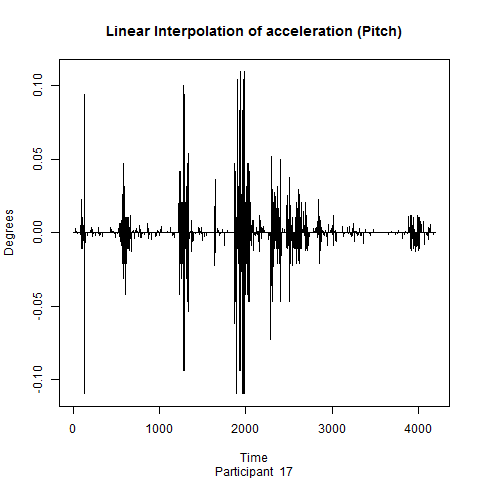 Linear Interpolation of acceleration (Pitch)
Degrees
0.10
0.05
0.00
-0.05
-0.10
0 1000 2000 3000 4000
Time
Participant 17